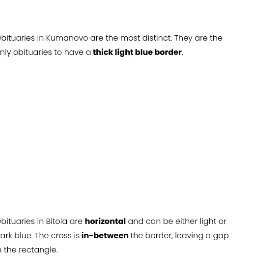 bituaries in Kumanovo are the most distinct. They are the
nly obituaries to have a thick light blue border.
bituaries in Bitola are horizontal and can be either light or
ark blue. The cross is in-between the border, leaving a gap
the rectangle.